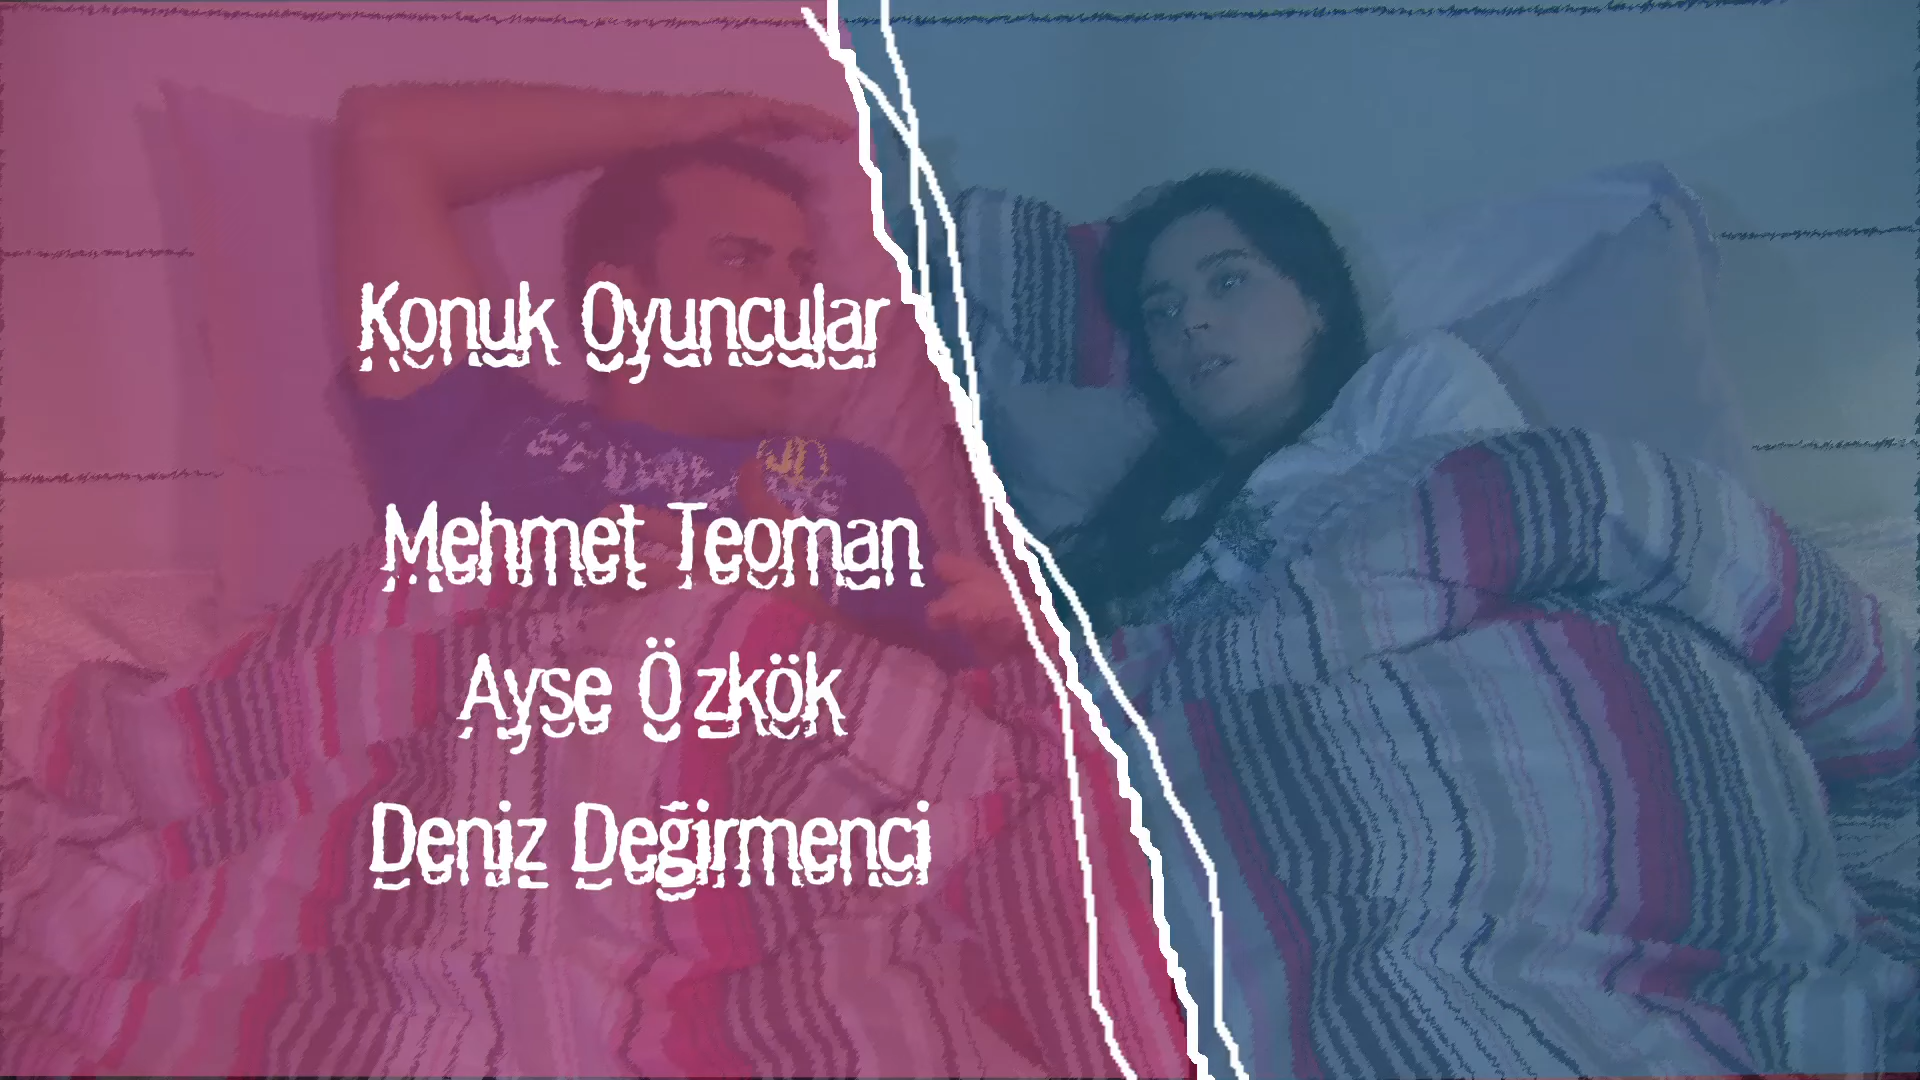 Konuk Oyuncular
Mehmet Teoman
Ayse Özkök
Deniz Değirmenci